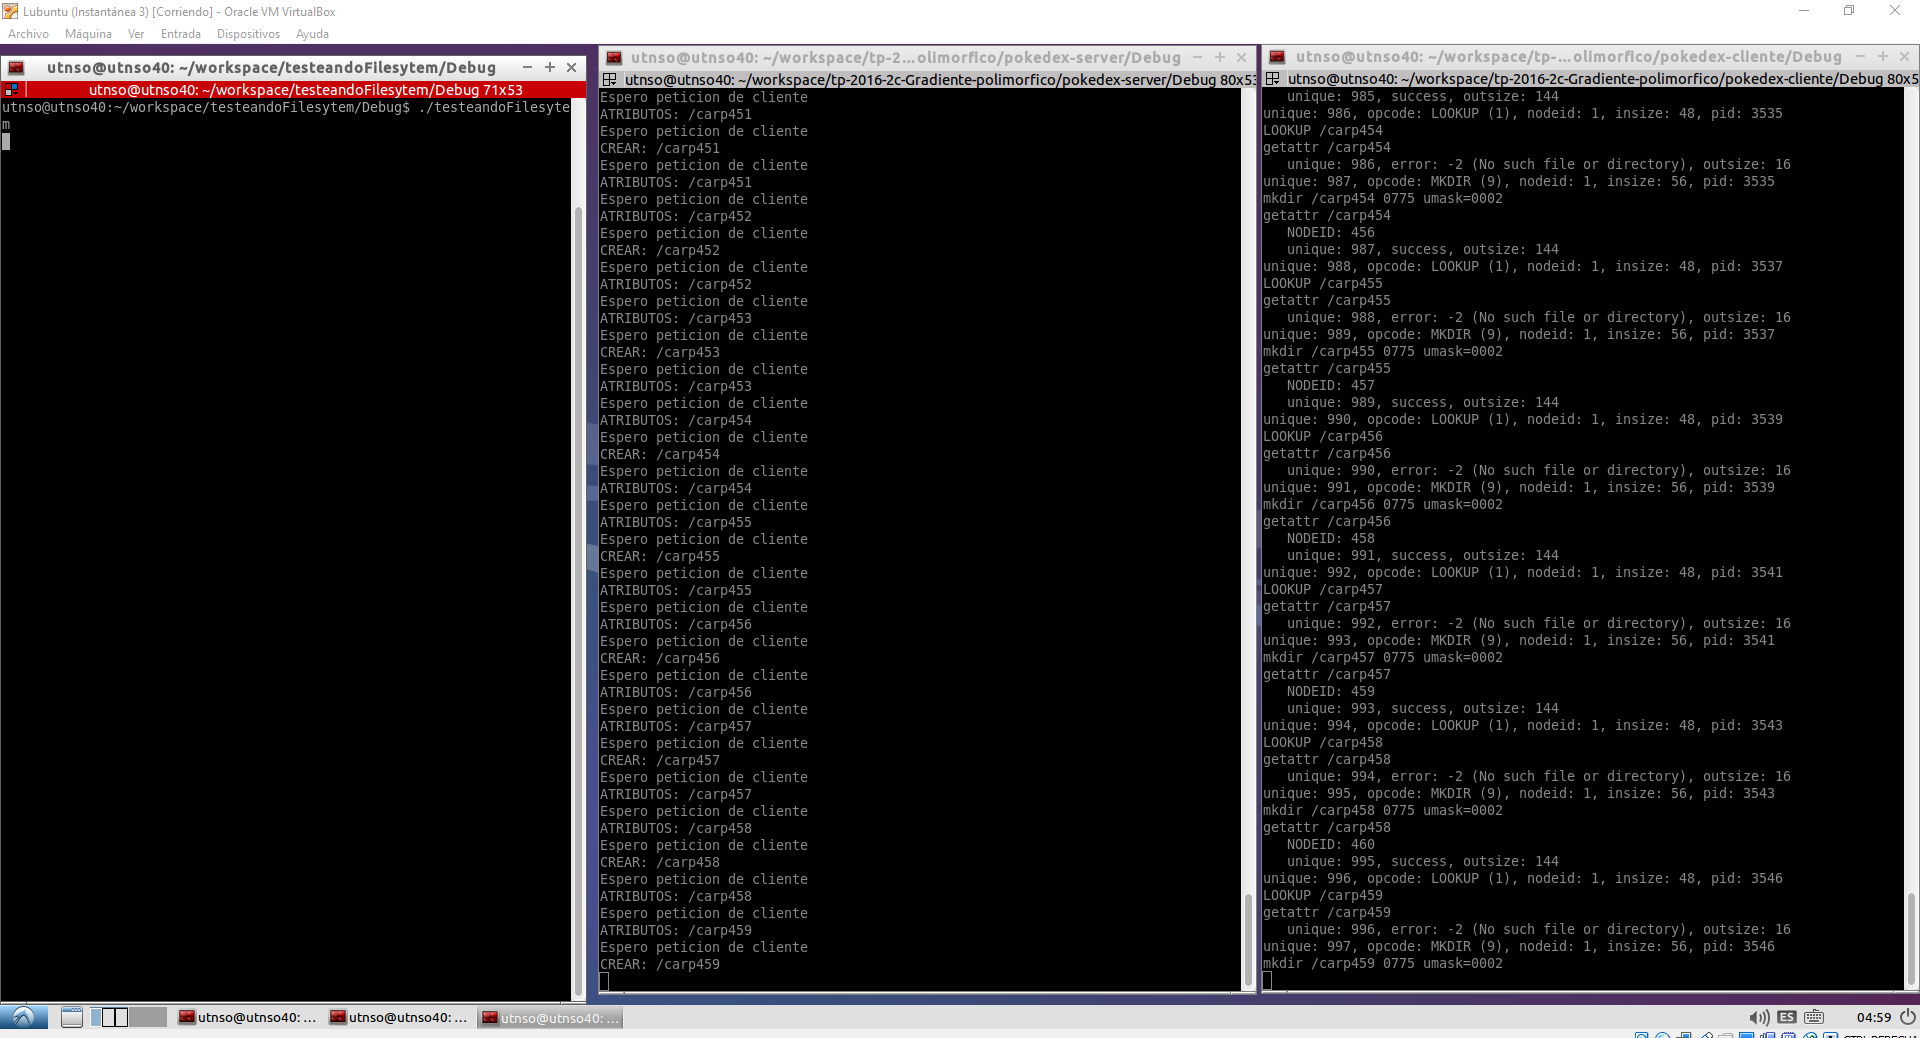 Lubuntu (Instantánea 3) [Corriendo] - Oracle VM VirtualBox
Archivo Máquina Ver Entrada Dispositivos Ayuda
utnso@utnso40: ~/workspace/testeandoFilesytem/Debug
utnso@utnso40: ~/workspace/testeandoFilesytem/Debug 71x53
utnso@utnso40:~/workspace/testeandoFilesytem/Debug$ ./testeandoFilesyte
m
utnso@utnso40: ~/workspace/tp-2...olimorfico/pokedex-server/Debug
utnso@utnso40: ~/workspace/tp-2016-2c-Gradiente-polimorfico/pokedex-server/Debug 80x53
Espero peticion de cliente
ATRIBUTOS: /carp451
Espero peticion de cliente
CREAR: /carp451
Espero peticion de cliente
ATRIBUTOS: /carp451
Espero peticion de cliente
ATRIBUTOS: /carp452
Espero peticion de cliente
CREAR: /carp452
Espero peticion de cliente
ATRIBUTOS: /carp452
Espero peticion de cliente
ATRIBUTOS: /carp453
Espero peticion de cliente
CREAR: /carp453
Espero peticion de cliente
ATRIBUTOS: /carp453
Espero peticion de cliente
ATRIBUTOS: /carp454
Espero peticion de cliente
CREAR: /carp454
Espero peticion de cliente
ATRIBUTOS: /carp454
Espero peticion de cliente
ATRIBUTOS: /carp455
Espero peticion de cliente
CREAR: /carp455
Espero peticion de cliente
ATRIBUTOS: /carp455
Espero peticion de cliente
ATRIBUTOS: /carp456
Espero peticion de cliente
CREAR: /carp456
Espero peticion de cliente
ATRIBUTOS: /carp456
Espero peticion de cliente
ATRIBUTOS: /carp457
Espero peticion de cliente
CREAR: /carp457
Espero peticion de cliente
ATRIBUTOS: /carp457
Espero peticion de cliente
ATRIBUTOS: /carp458
Espero peticion de cliente
CREAR: /carp458
Espero peticion de cliente
ATRIBUTOS: /carp458
Espero peticion de cliente
ATRIBUTOS: /carp459
Espero peticion de cliente
CREAR: /carp459
utnso@utnso40: ~/workspace/tp-...olimorfico/pokedex-cliente/Debug
utnso@utnso40: ~/workspace/tp-2016-2c-Gradiente-polimorfico/pokedex-cliente/Debug 80x5
unique: 985, success, outsize: 144
unique: 986, opcode: LOOKUP (1), nodeid: 1, insize: 48, pid: 3535
LOOKUP /carp454
getattr /carp454
unique: 986, error: -2 (No such file or directory), outsize: 16
unique: 987, opcode: MKDIR (9), nodeid: 1, insize: 56, pid: 3535
mkdir /carp454 0775 umask=0002
getattr /carp454
NODEID: 456
unique: 987, success, outsize: 144
unique: 988, opcode: LOOKUP (1), nodeid: 1, insize: 48, pid: 3537
LOOKUP /carp455
getattr /carp455
unique: 988, error: -2 (No such file or directory), outsize: 16
unique: 989, opcode: MKDIR (9), nodeid: 1, insize: 56, pid: 3537
mkdir /carp455 0775 umask=0002
getattr /carp455
NODEID: 457
unique: 989, success, outsize: 144
unique: 990, opcode: LOOKUP (1), nodeid: 1, insize: 48, pid: 3539
LOOKUP /carp456
getattr /carp456
unique: 990, error: -2 (No such file or directory), outsize: 16
unique: 991, opcode: MKDIR (9), nodeid: 1, insize: 56, pid: 3539
mkdir /carp456 0775 umask=0002
getattr /carp456
NODEID: 458
unique: 991, success, outsize: 144
unique: 992, opcode: LOOKUP (1), nodeid: 1, insize: 48, pid: 3541
LOOKUP /carp457
getattr /carp457
unique: 992, error: -2 (No such file or directory), outsize: 16
unique: 993, opcode: MKDIR (9), nodeid: 1, insize: 56, pid: 3541
mkdir /carp457 0775 umask=0002
getattr /carp457
NODEID: 459
unique: 993, success, outsize: 144
unique: 994, opcode: LOOKUP (1), nodeid: 1, insize: 48, pid: 3543
LOOKUP /carp458
getattr /carp458
unique: 994, error: -2 (No such file or directory), outsize: 16
unique: 995, opcode: MKDIR (9), nodeid: 1, insize: 56, pid: 3543
mkdir /carp458 0775 umask=0002
getattr /carp458
NODEID: 460
unique: 995, success, outsize: 144
unique: 996, opcode: LOOKUP (1), nodeid: 1, insize: 48, pid: 3546
LOOKUP /carp459
getattr /carp459
unique: 996, error: -2 (No such file or directory), outsize: 16
unique: 997, opcode: MKDIR (9), nodeid: 1, insize: 56, pid: 3546
mkdir /carp459 0775 umask=0002
utnso@utnso40: ... utnso@utnso40: ... utnso@utnso40: ... ES 04:59